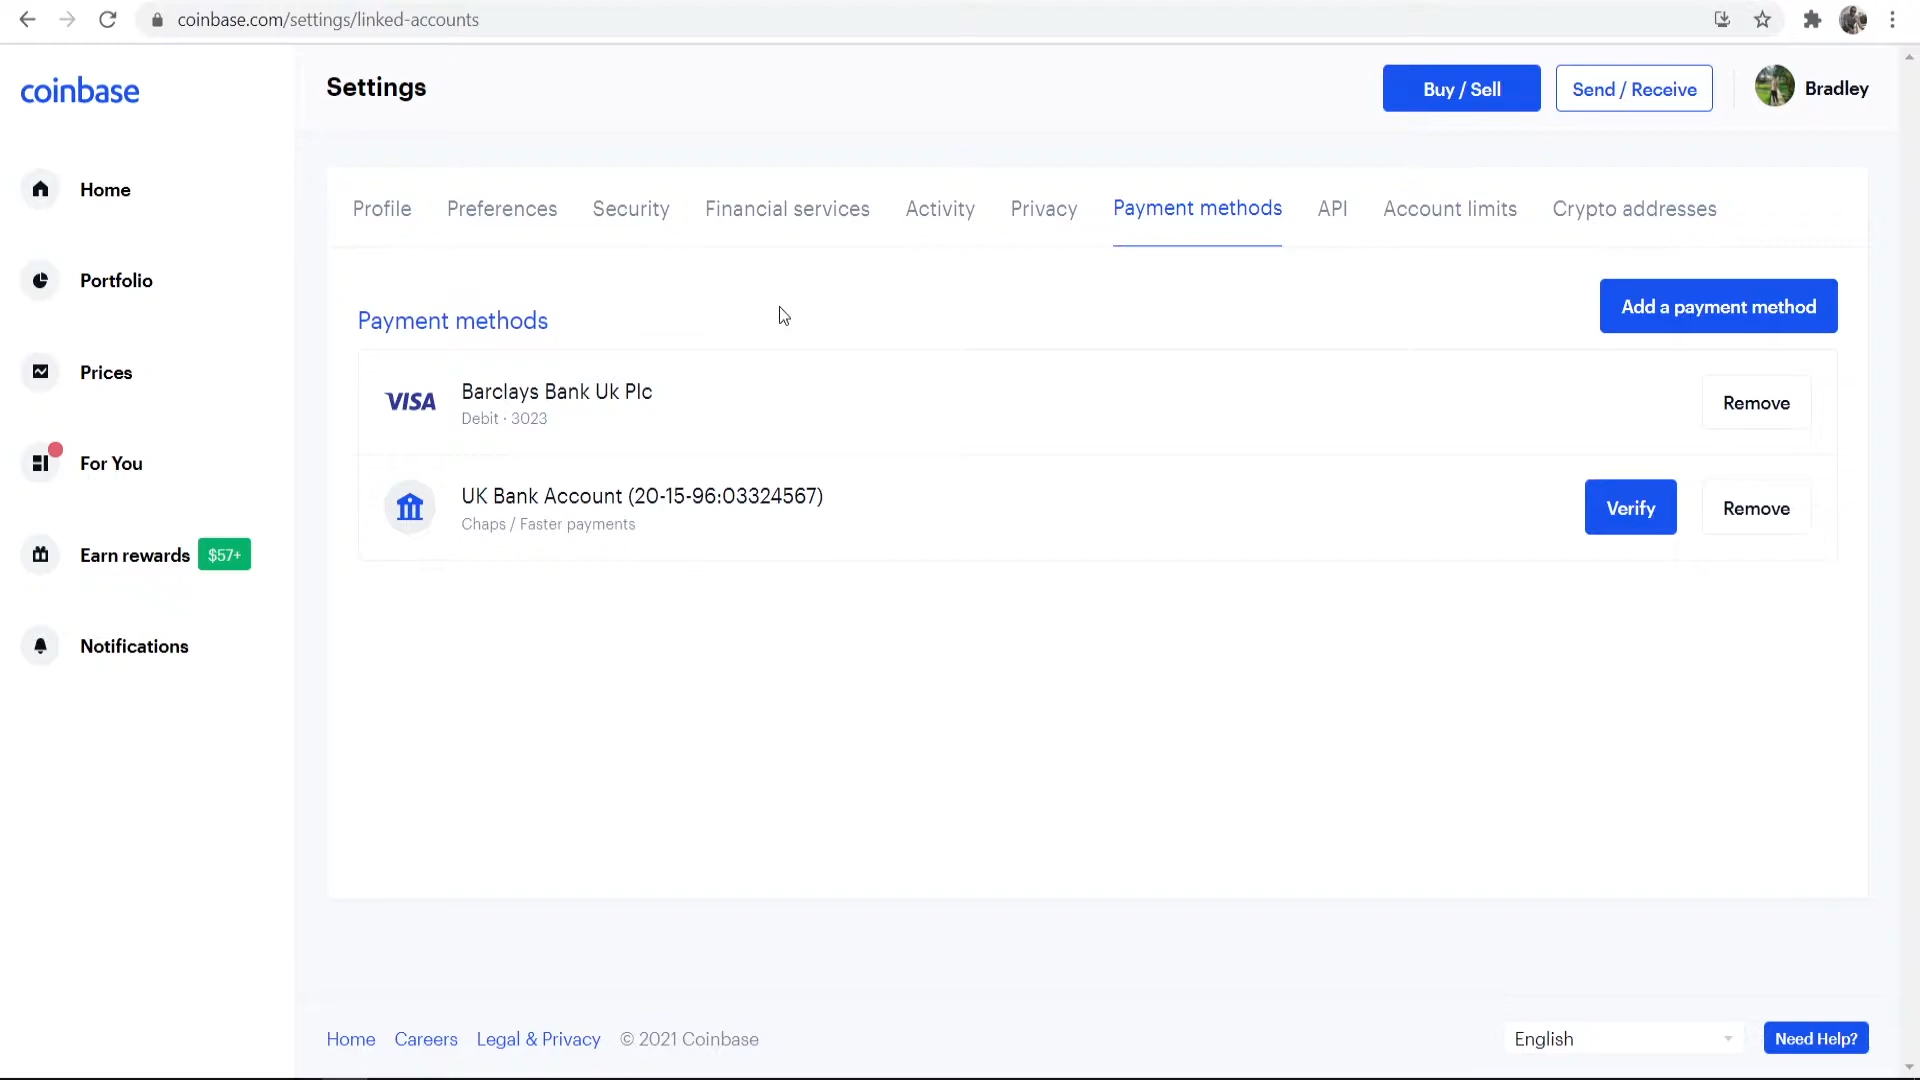 coinbase.com/settings/linked-accounts
coinbase
Settings
Buy / Sell
Send / Receive
Bradley
Home
Portfolio
Prices
For You
Earn rewards $57+
Notifications
Profile Preferences Security Financial services Activity Privacy Payment methods API Account limits Crypto addresses
Payment methods
Add a payment method
VISA
Barclays Bank Uk Plc
Debit · 3023
Remove
UK Bank Account (20-15-96:03324567)
Chaps / Faster payments
Verify
Remove
Home Careers Legal & Privacy © 2021 Coinbase
English
Need Help?